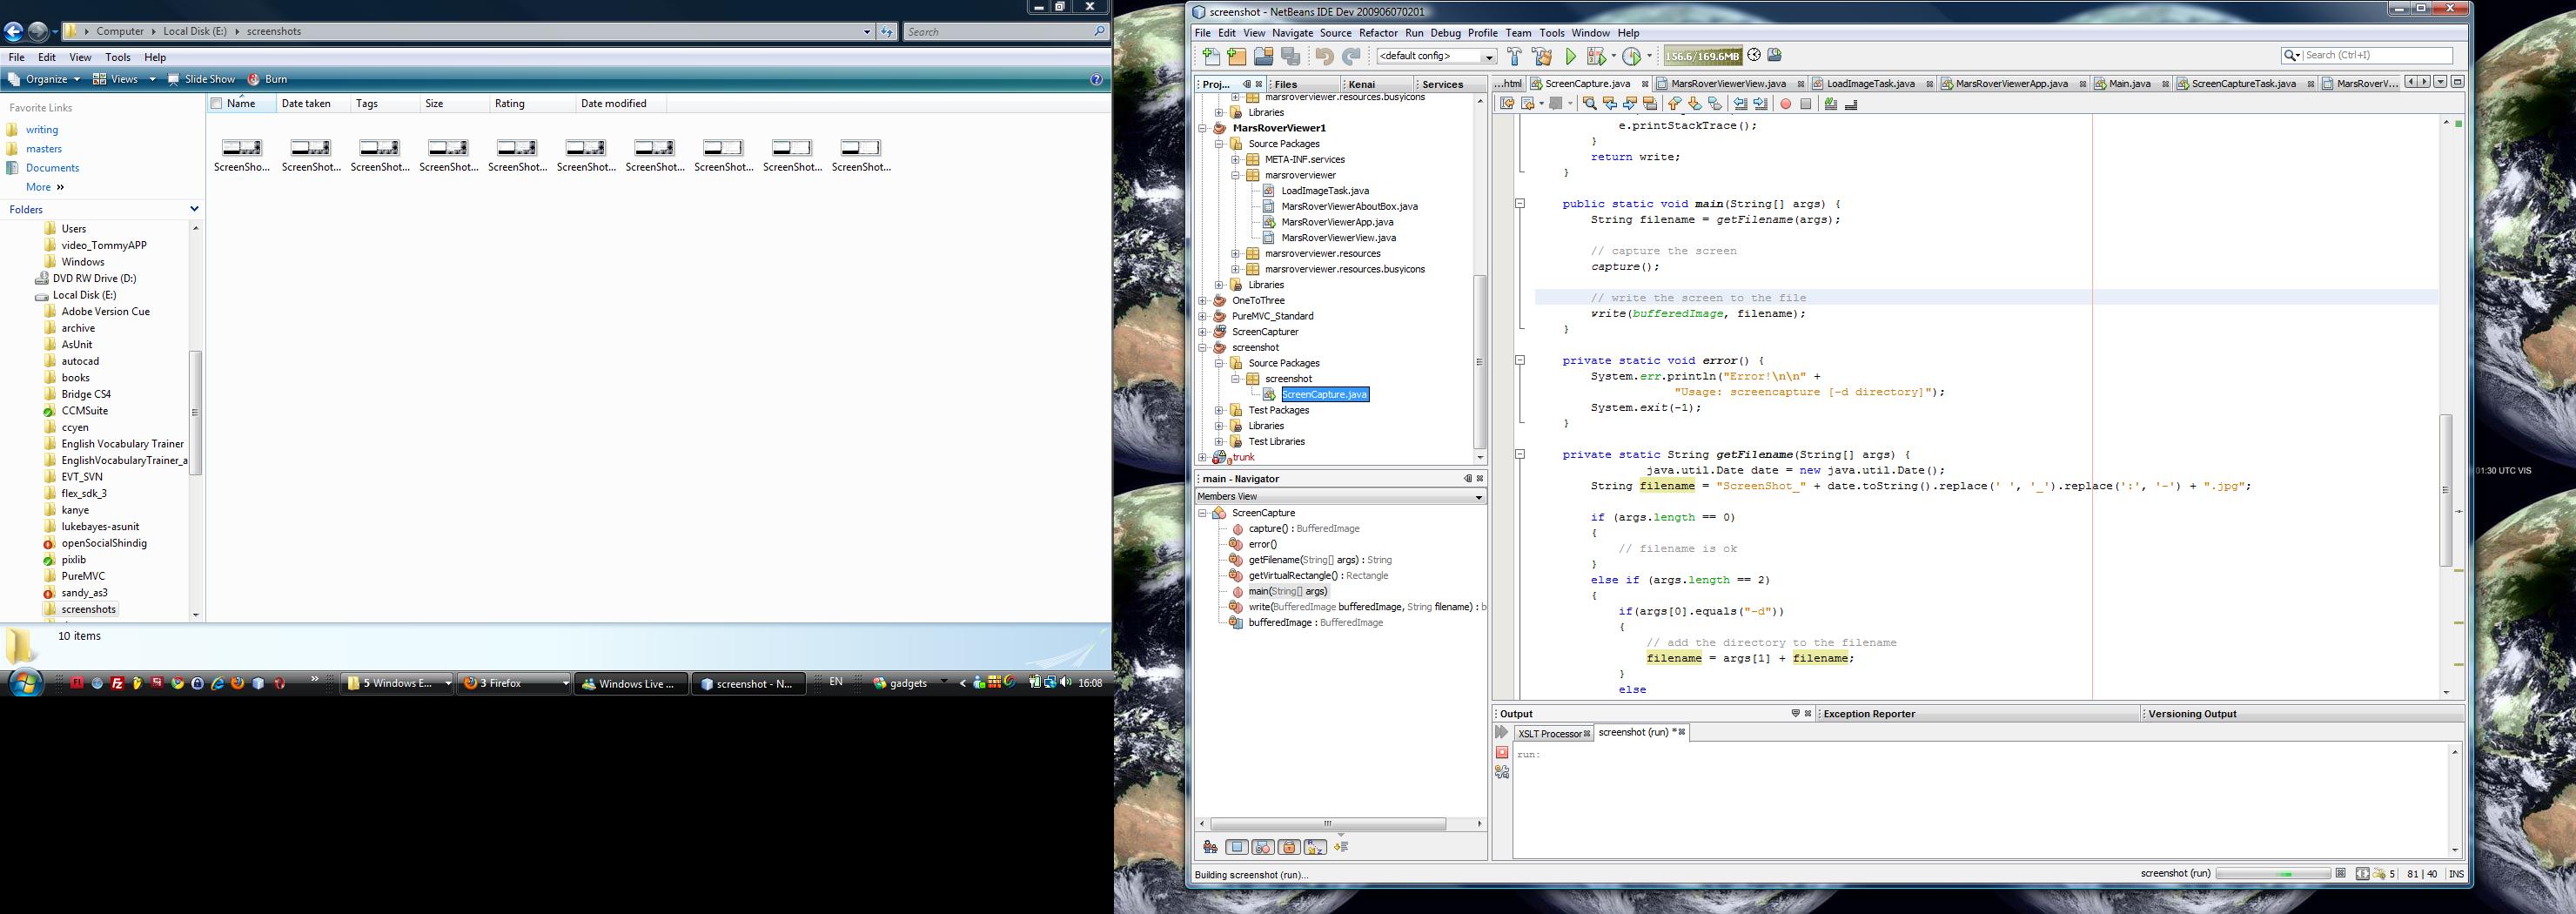 Computer ▸ Local Disk (E:) ▸ screenshots
Search
File Edit View Tools Help
Organize Views Slide Show Burn
Favorite Links
writing
masters
Documents
More »
Folders
Users
video_TommyAPP
Windows
DVD RW Drive (D:)
Local Disk (E:)
Adobe Version Cue
archive
AsUnit
autocad
books
Bridge CS4
CCMSuite
ccyen
English Vocabulary Trainer
EnglishVocabularyTrainer_a
EVT_SVN
flex_sdk_3
kanye
lukebayes-asunit
openSocialShindig
pixlib
PureMVC
sandy_as3
screenshots
Name Date taken Tags Size Rating Date modified
ScreenSho... ScreenShot... ScreenShot... ScreenShot... ScreenShot... ScreenShot... ScreenShot... ScreenShot... ScreenShot... ScreenShot...
10 items
5 Windows E... 3 Firefox Windows Live ... screenshot - N... EN gadgets 16:08
screenshot - NetBeans IDE Dev 200906070201
File Edit View Navigate Source Refactor Run Debug Profile Team Tools Window Help
<default config> 156.6/169.6MB Search (Ctrl+I)
Proj... Files Kenai Services
marsroverviewer.resources.busyicons
Libraries
MarsRoverViewer1
Source Packages
META-INF.services
marsroverviewer
LoadImageTask.java
MarsRoverViewerAboutBox.java
MarsRoverViewerApp.java
MarsRoverViewerView.java
marsroverviewer.resources
marsroverviewer.resources.busyicons
Libraries
OneToThree
PureMVC_Standard
ScreenCapturer
screenshot
Source Packages
screenshot
ScreenCapture.java
Test Packages
Libraries
Test Libraries
trunk
main - Navigator
Members View
ScreenCapture
capture() : BufferedImage
error()
getFilename(String[] args) : String
getVirtualRectangle() : Rectangle
main(String[] args)
write(BufferedImage bufferedImage, String filename) : b
bufferedImage : BufferedImage
...html ScreenCapture.java MarsRoverViewerView.java LoadImageTask.java MarsRoverViewerApp.java Main.java ScreenCaptureTask.java MarsRoverV...
e.printStackTrace();
}
return write;
}
public static void main(String[] args) {
String filename = getFilename(args);
// capture the screen
capture();
// write the screen to the file
write(bufferedImage, filename);
}
private static void error() {
System.err.println("Error!\n\n" +
"Usage: screencapture [-d directory]");
System.exit(-1);
}
private static String getFilename(String[] args) {
java.util.Date date = new java.util.Date();
String filename = "ScreenShot_" + date.toString().replace(' ', '_').replace(':', '-') + ".jpg";
if (args.length == 0)
{
// filename is ok
}
else if (args.length == 2)
{
if(args[0].equals("-d"))
{
// add the directory to the filename
filename = args[1] + filename;
}
else
Output Exception Reporter Versioning Output
XSLT Processor screenshot (run) *
run:
Building screenshot (run)...
screenshot (run) 5 81 | 40 INS
01:30 UTC VIS